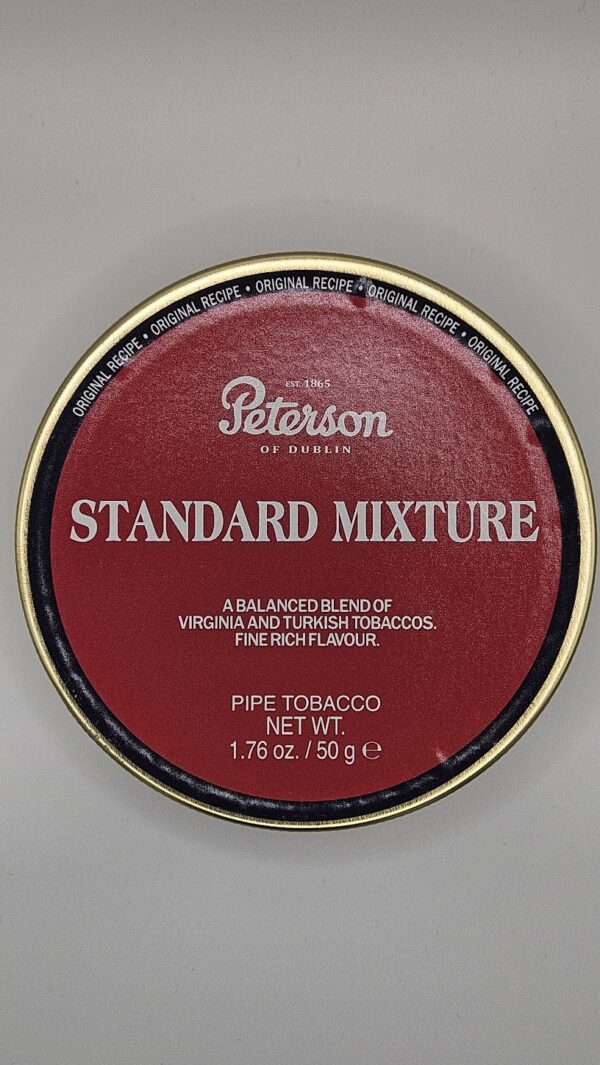 ORIGINAL RECIPE • ORIGINAL RECIPE • ORIGINAL RECIPE • ORIGINAL RECIPE • ORIGINAL RECIPE
EST. 1865
Peterson
OF DUBLIN
STANDARD MIXTURE
A BALANCED BLEND OF
VIRGINIA AND TURKISH TOBACCOS.
FINE RICH FLAVOUR.
PIPE TOBACCO
NET WT.
1.76 oz. / 50 g ℮